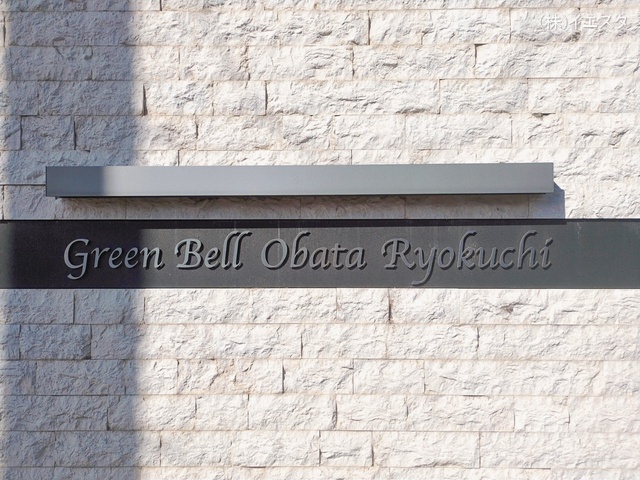 (株)イエスタ
Green Bell Obata Ryokuchi